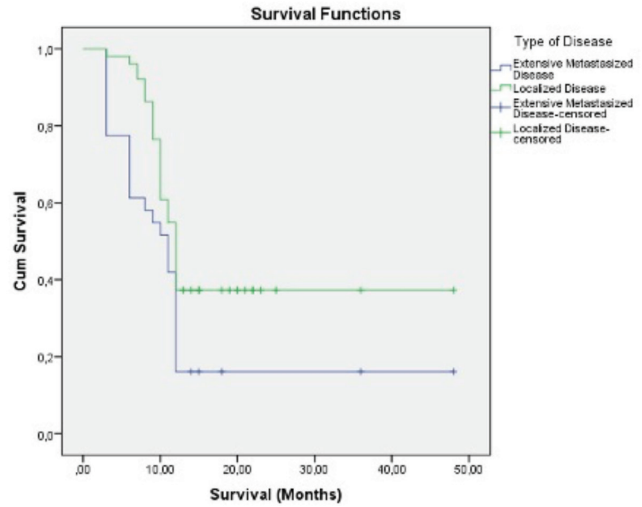 Survival Functions
Type of Disease
Extensive Metastasized
Disease
Localized Disease
Extensive Metastasized
Disease-censored
Localized Disease-
censored
Cum Survival
1,0
0,8
0,6
0,4
0,2
0,0
,00 10,00 20,00 30,00 40,00 50,00
Survival (Months)